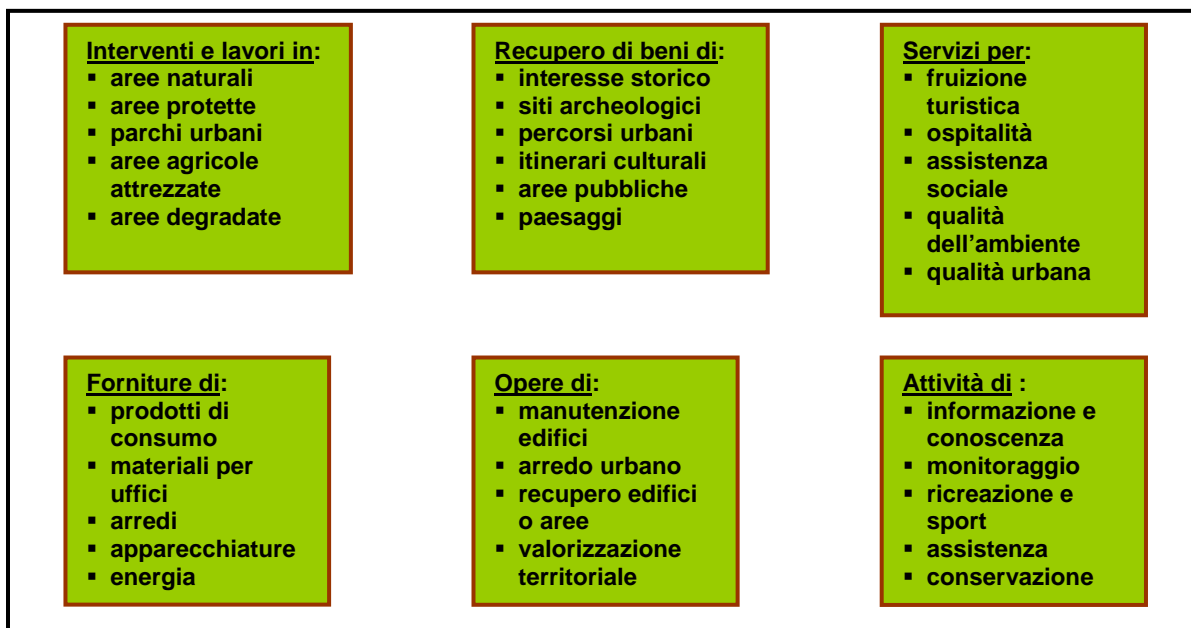 Interventi e lavori in:
▪ aree naturali
▪ aree protette
▪ parchi urbani
▪ aree agricole
attrezzate
▪ aree degradate
Recupero di beni di:
▪ interesse storico
▪ siti archeologici
▪ percorsi urbani
▪ itinerari culturali
▪ aree pubbliche
▪ paesaggi
Servizi per:
▪ fruizione
turistica
▪ ospitalità
▪ assistenza
sociale
▪ qualità
dell’ambiente
▪ qualità urbana
Forniture di:
▪ prodotti di
consumo
▪ materiali per
uffici
▪ arredi
▪ apparecchiature
▪ energia
Opere di:
▪ manutenzione
edifici
▪ arredo urbano
▪ recupero edifici
o aree
▪ valorizzazione
territoriale
Attività di :
▪ informazione e
conoscenza
▪ monitoraggio
▪ ricreazione e
sport
▪ assistenza
▪ conservazione